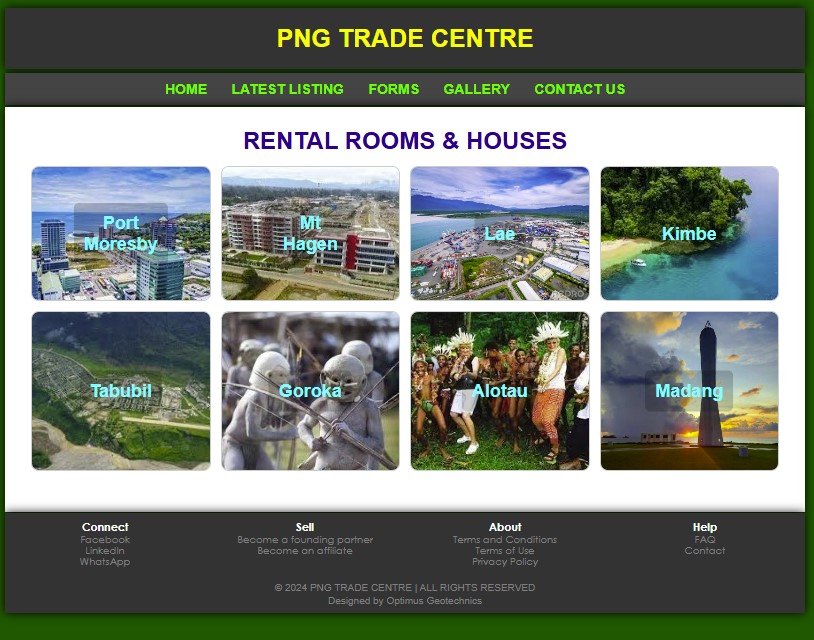 PNG TRADE CENTRE
HOME LATEST LISTING FORMS GALLERY CONTACT US
RENTAL ROOMS & HOUSES
Port
Moresby
Mt
Hagen
Lae
Kimbe
Tabubil
Goroka
Alotau
Madang
Connect
Facebook
LinkedIn
WhatsApp
Sell
Become a founding partner
Become an affiliate
About
Terms and Conditions
Terms of Use
Privacy Policy
Help
FAQ
Contact
© 2024 PNG TRADE CENTRE | ALL RIGHTS RESERVED
Designed by Optimus Geotechnics